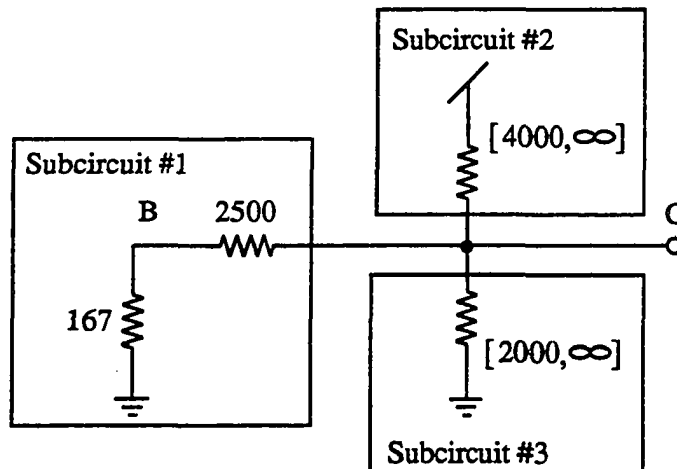 Subcircuit #2
[4000,∞]
Subcircuit #1
B 2500
C
167
[2000,∞]
Subcircuit #3